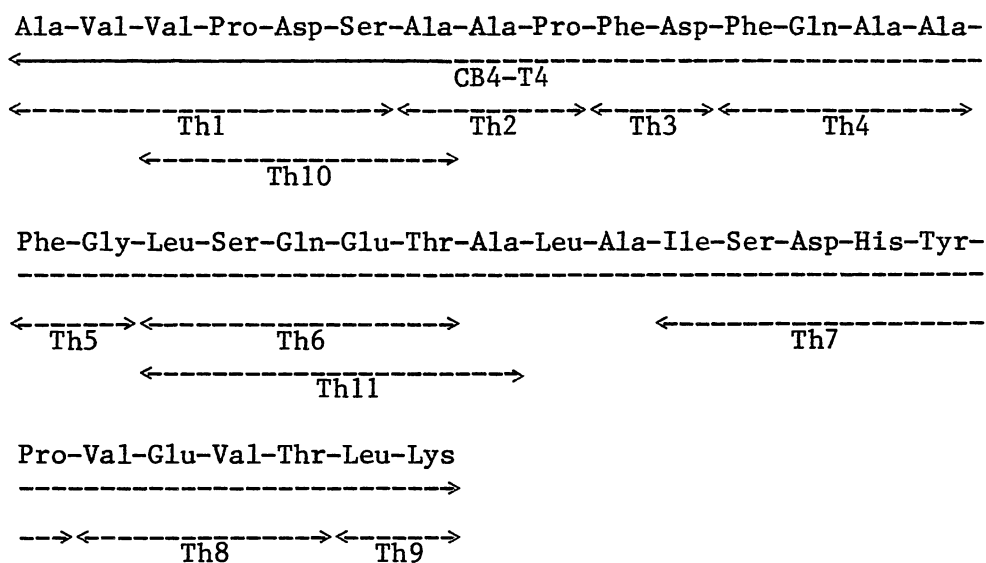 Ala-Val-Val-Pro-Asp-Ser-Ala-Ala-Pro-Phe-Asp-Phe-Gln-Ala-Ala-
CB4-T4
Th1 Th2 Th3 Th4
Th10
Phe-Gly-Leu-Ser-Gln-Glu-Thr-Ala-Leu-Ala-Ile-Ser-Asp-His-Tyr-
Th5 Th6 Th7
Th11
Pro-Val-Glu-Val-Thr-Leu-Lys
Th8 Th9